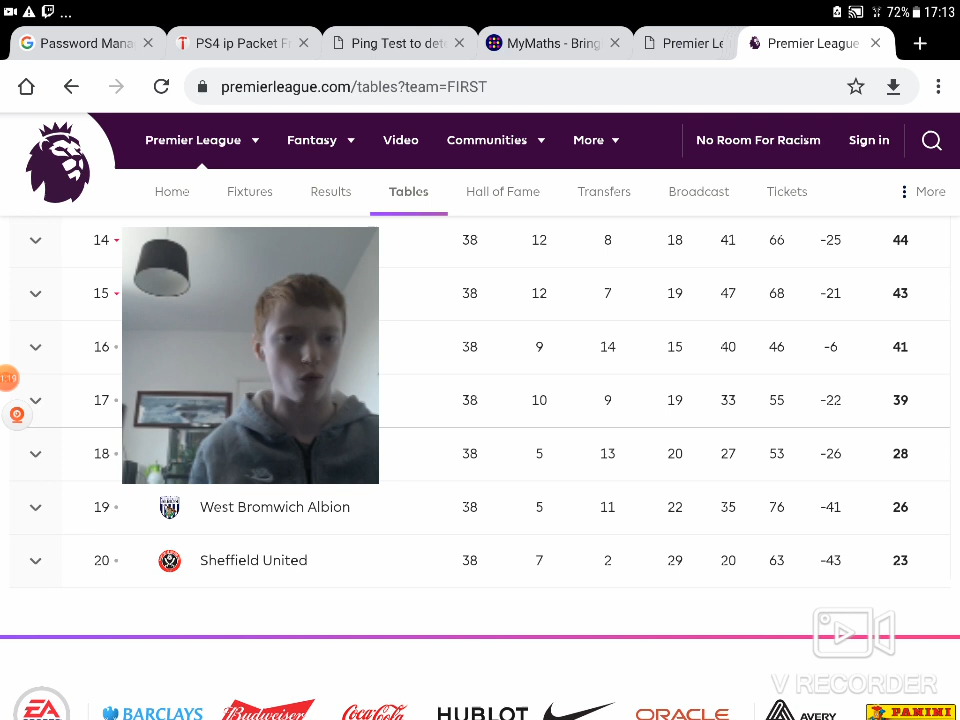 ... 72% 17:13
Password Mana PS4 ip Packet F Ping Test to dete MyMaths - Bring Premier Le Premier League
premierleague.com/tables?team=FIRST
Premier League Fantasy Video Communities More No Room For Racism Sign in
Home Fixtures Results Tables Hall of Fame Transfers Broadcast Tickets More
14 38 12 8 18 41 66 -25 44
15 38 12 7 19 47 68 -21 43
16 38 9 14 15 40 46 -6 41
17 38 10 9 19 33 55 -22 39
18 38 5 13 20 27 53 -26 28
19 West Bromwich Albion 38 5 11 22 35 76 -41 26
20 Sheffield United 38 7 2 29 20 63 -43 23
V RECORDER
EA BARCLAYS Budweiser Coca-Cola HUBLOT ORACLE AVERY PANINI